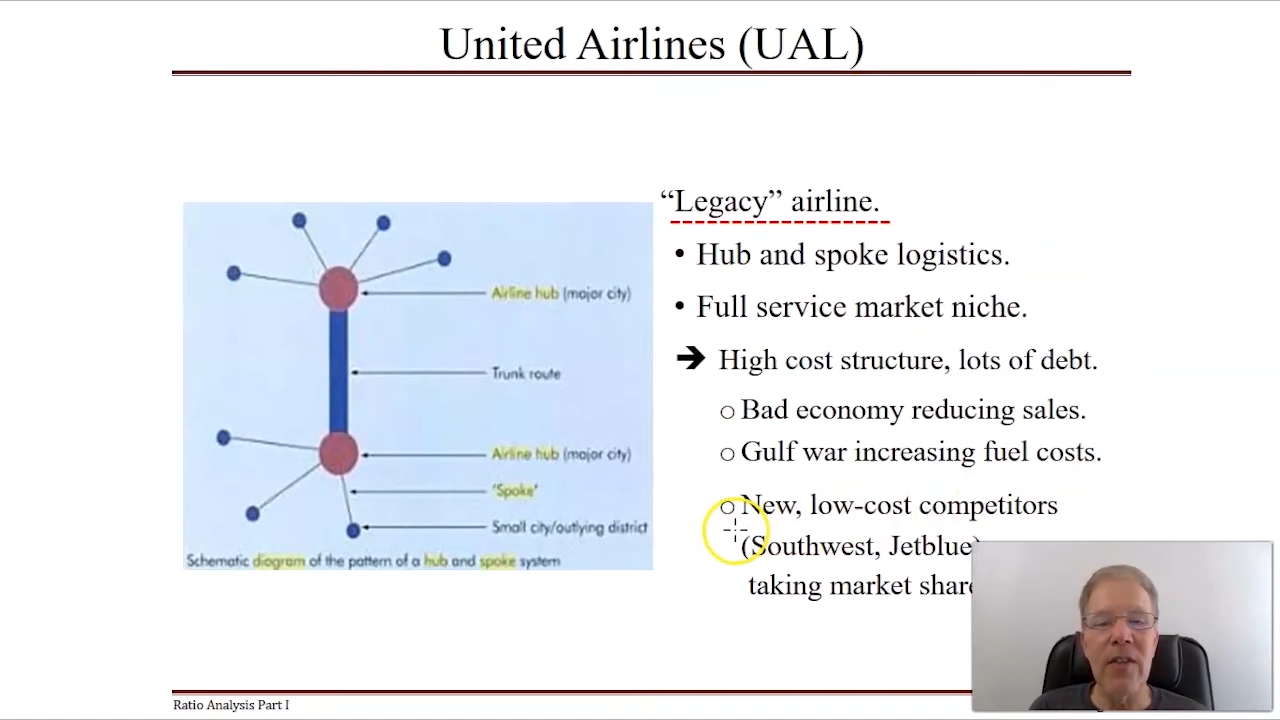 United Airlines (UAL)
“Legacy” airline.
• Hub and spoke logistics.
• Full service market niche.
➔ High cost structure, lots of debt.
○ Bad economy reducing sales.
○ Gulf war increasing fuel costs.
○ New, low-cost competitors
(Southwest, Jetblue)
taking market share
Airline hub (major city)
Trunk route
Airline hub (major city)
'Spoke'
Small city/outlying district
Schematic diagram of the pattern of a hub and spoke system
Ratio Analysis Part I